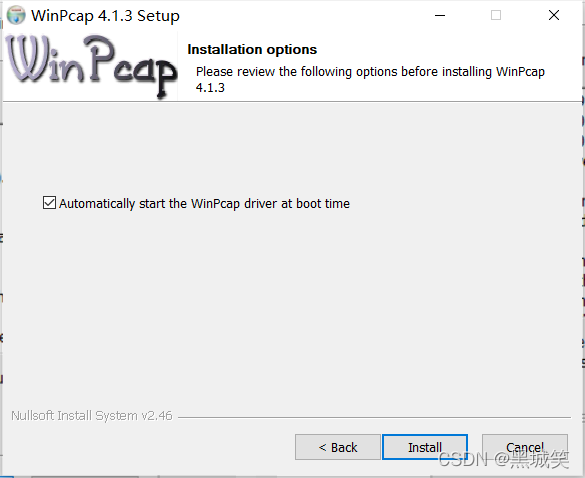 WinPcap 4.1.3 Setup
WinPcap
Installation options
Please review the following options before installing WinPcap
4.1.3
Automatically start the WinPcap driver at boot time
Nullsoft Install System v2.46
< Back
Install
Cancel
CSDN @黑城笑